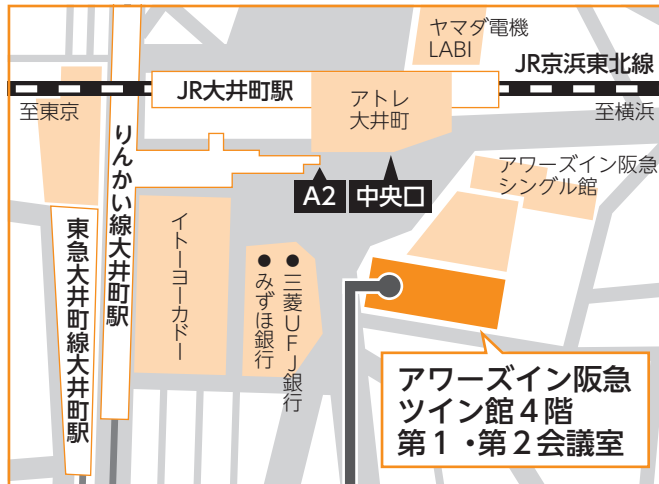 ヤマダ電機
LABI
JR京浜東北線
JR大井町駅
アトレ
大井町
至東京
至横浜
りんかい線大井町駅
アワーズイン阪急
シングル館
A2
中央口
東急大井町線大井町駅
イトーヨーカドー
みずほ銀行
三菱UFJ銀行
アワーズイン阪急
ツイン館4階
第1・第2会議室